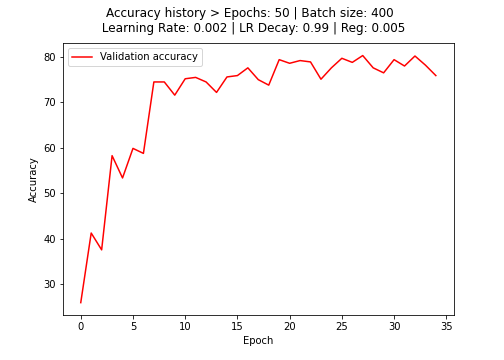 Accuracy history > Epochs: 50 | Batch size: 400
Learning Rate: 0.002 | LR Decay: 0.99 | Reg: 0.005
Validation accuracy
80
70
60
50
40
30
Accuracy
0 5 10 15 20 25 30 35
Epoch